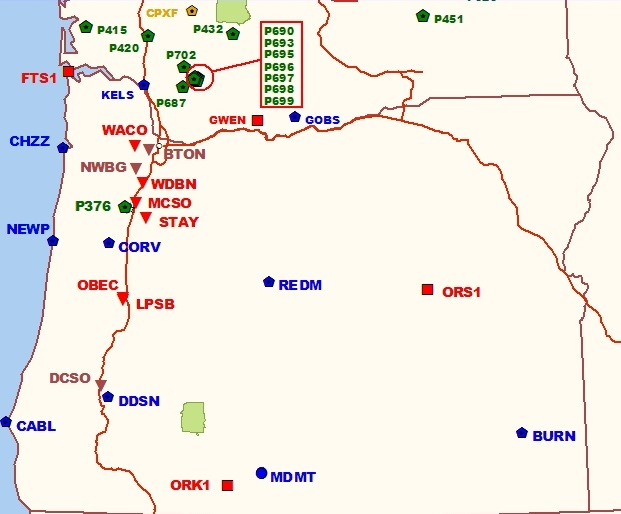 CPXF
P415
P420
P432
P451
P690
P693
P695
P696
P697
P698
P699
P702
FTS1
KELS
P687
GWEN
GOBS
WACO
CHZZ
BTON
NWBG
WDBN
MCSO
P376
STAY
NEWP
CORV
OBEC
REDM
ORS1
LPSB
DCSO
DDSN
CABL
BURN
ORK1
MDMT